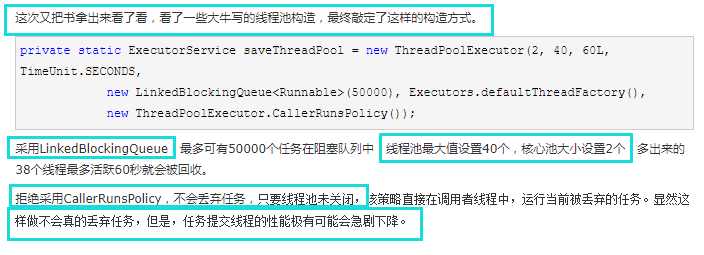 这次又把书拿出来看了看，看了一些大牛写的线程池构造，最终敲定了这样的构造方式。
private static ExecutorService saveThreadPool = new ThreadPoolExecutor(2, 40, 60L,
TimeUnit.SECONDS,
new LinkedBlockingQueue<Runnable>(50000), Executors.defaultThreadFactory(),
new ThreadPoolExecutor.CallerRunsPolicy());
采用LinkedBlockingQueue 最多可有50000个任务在阻塞队列中 线程池最大值设置40个，核心池大小设置2个 多出来的
38个线程最多活跃60秒就会被回收。
拒绝采用CallerRunsPolicy，不会丢弃任务，只要线程池未关闭，该策略直接在调用者线程中，运行当前被丢弃的任务。显然这
样做不会真的丢弃任务，但是，任务提交线程的性能极有可能会急剧下降。